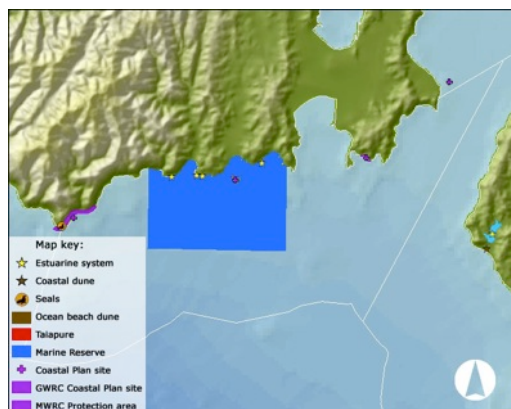 Map key:
Estuarine system
Coastal dune
Seals
Ocean beach dune
Taiapure
Marine Reserve
Coastal Plan site
GWRC Coastal Plan site
MWRC Protection area